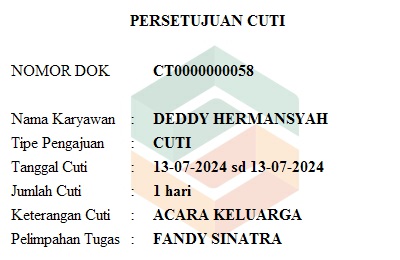 PERSETUJUAN CUTI
NOMOR DOK CT0000000058
Nama Karyawan : DEDDY HERMANSYAH
Tipe Pengajuan : CUTI
Tanggal Cuti : 13-07-2024 sd 13-07-2024
Jumlah Cuti : 1 hari
Keterangan Cuti : ACARA KELUARGA
Pelimpahan Tugas : FANDY SINATRA